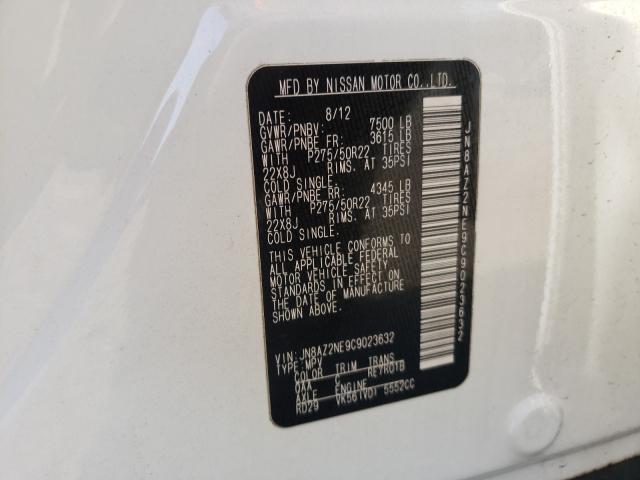 MFD BY NISSAN MOTOR CO.,LTD.
DATE: 8/12
GVWR/PNBV: 7500 LB
GAWR/PNBE FR: 3615 LB
WITH P275/50R22 TIRES
22X8J RIMS. AT 35PSI
COLD SINGLE.
GAWR/PNBE RR: 4345 LB
WITH P275/50R22 TIRES
22X8J RIMS. AT 35PSI
COLD SINGLE.
THIS VEHICLE CONFORMS TO
ALL APPLICABLE FEDERAL
MOTOR VEHICLE SAFETY
STANDARDS IN EFFECT ON
THE DATE OF MANUFACTURE
SHOWN ABOVE.
VIN: JN8AZ2NE9C9023632
TYPE: MPV
COLOR TRIM TRANS
QAA C RE7R01B
AXLE ENGINE
RD29 VK56(VD) 5552CC
JN8AZ2NE9C9023632